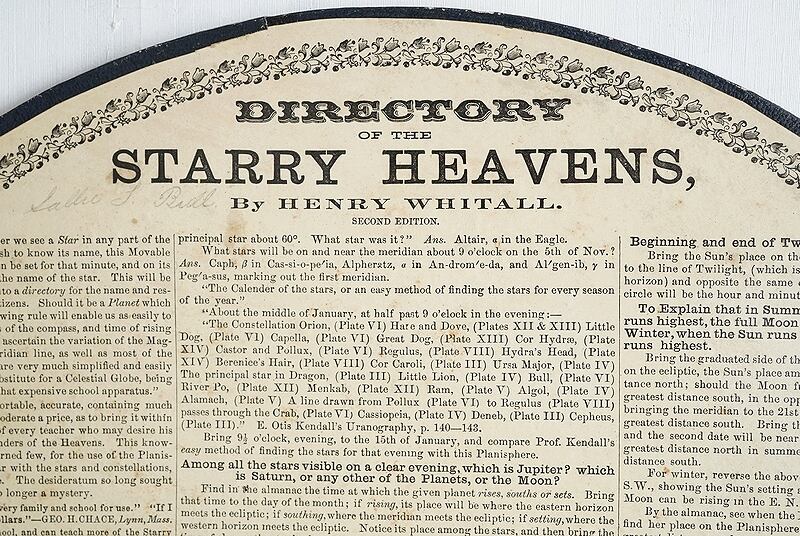 DIRECTORY
OF THE
STARRY HEAVENS,
By HENRY WHITALL.
SECOND EDITION.
er we see a Star in any part of the
sh to know its name, this Movable
n be set for that minute, and on its
the name of the star. This will be
nto a directory for the name and res-
tizens. Should it be a Planet which
owing rule will enable us as easily to
s of the compass, and time of rising
ascertain the variation of the Mag-
ridian line, as well as most of the
re very much simplified and easily
bstitute for a Celestial Globe, being
hat expensive school apparatus."
ortable, accurate, containing much
oderate a price, as to bring it within
f every teacher who may desire his
nders of the Heavens. This know-
rned few, for the use of the Planis-
r with the stars and constellations,
The desideratum so long sought
o longer a mystery.
very family and school for use." "If I
ollars."—GEO. H. CHACE, Lynn, Mass.
hool, and can teach more of the Starry
principal star about 60°. What star was it?" Ans. Altair, α in the Eagle.
What stars will be on and near the meridian about 9 o'clock on the 5th of Nov.?
Ans. Caph, β in Cas-si-o-pe'ia, Alphertz, α in An-drom'e-da, and Al'gen-ib, γ in
Peg'a-sus, marking out the first meridian.
"The Calender of the stars, or an easy method of finding the stars for every season
of the year."
"About the middle of January, at half past 9 o'clock in the evening:—
"The Constellation Orion, (Plate VI) Hare and Dove, (Plates XII & XIII) Little
Dog, (Plate VI) Capella, (Plate VI) Great Dog, (Plate XIII) Cor Hydræ, (Plate
XIV) Castor and Pollux, (Plate VI) Regulus, (Plate VIII) Hydra's Head, (Plate
XIV) Berenice's Hair, (Plate VIII) Cor Caroli, (Plate III) Ursa Major, (Plate IV)
The principal star in Dragon, (Plate III) Little Lion, (Plate IV) Bull, (Plate VI)
River Po, (Plate XII) Menkab, (Plate XII) Ram, (Plate V) Algol, (Plate IV)
Alamach, (Plate V) A line drawn from Pollux (Plate VI) to Regulus (Plate VIII)
passes through the Crab, (Plate VI) Cassiopeia, (Plate IV) Deneb, (Plate III) Cepheus,
(Plate III)." E. Otis Kendall's Uranography, p. 140—143.
Bring 9½ o'clock, evening, to the 15th of January, and compare Prof. Kendall's
easy method of finding the stars for that evening with this Planisphere.
Among all the stars visible on a clear evening, which is Jupiter? which
is Saturn, or any other of the Planets, or the Moon?
Find in the almanac the time at which the given planet rises, souths or sets. Bring
that time to the day of the month; if rising, its place will be where the eastern horizon
meets the ecliptic; if southing, where the meridian meets the ecliptic; if setting, where the
western horizon meets the ecliptic. Notice its place among the stars, and then bring the
Beginning and end of Tw
Bring the Sun's place on the
to the line of Twilight, (which is
horizon) and opposite the same d
circle will be the hour and minut
To Explain that in Summ
runs highest, the full Moon
Winter, when the Sun runs
runs highest.
Bring the graduated side of th
on the ecliptic, the Sun's place am
tance north; should the Moon fu
greatest distance south, in the opp
bringing the meridian to the 21st
greatest distance south. Bring th
and the second date will be near
greatest distance north in summe
distance south.
For winter, reverse the above
S.W., showing the Sun's setting i
Moon can be rising in the E. N.
By the almanac, see when the
find her place on the Planisphere